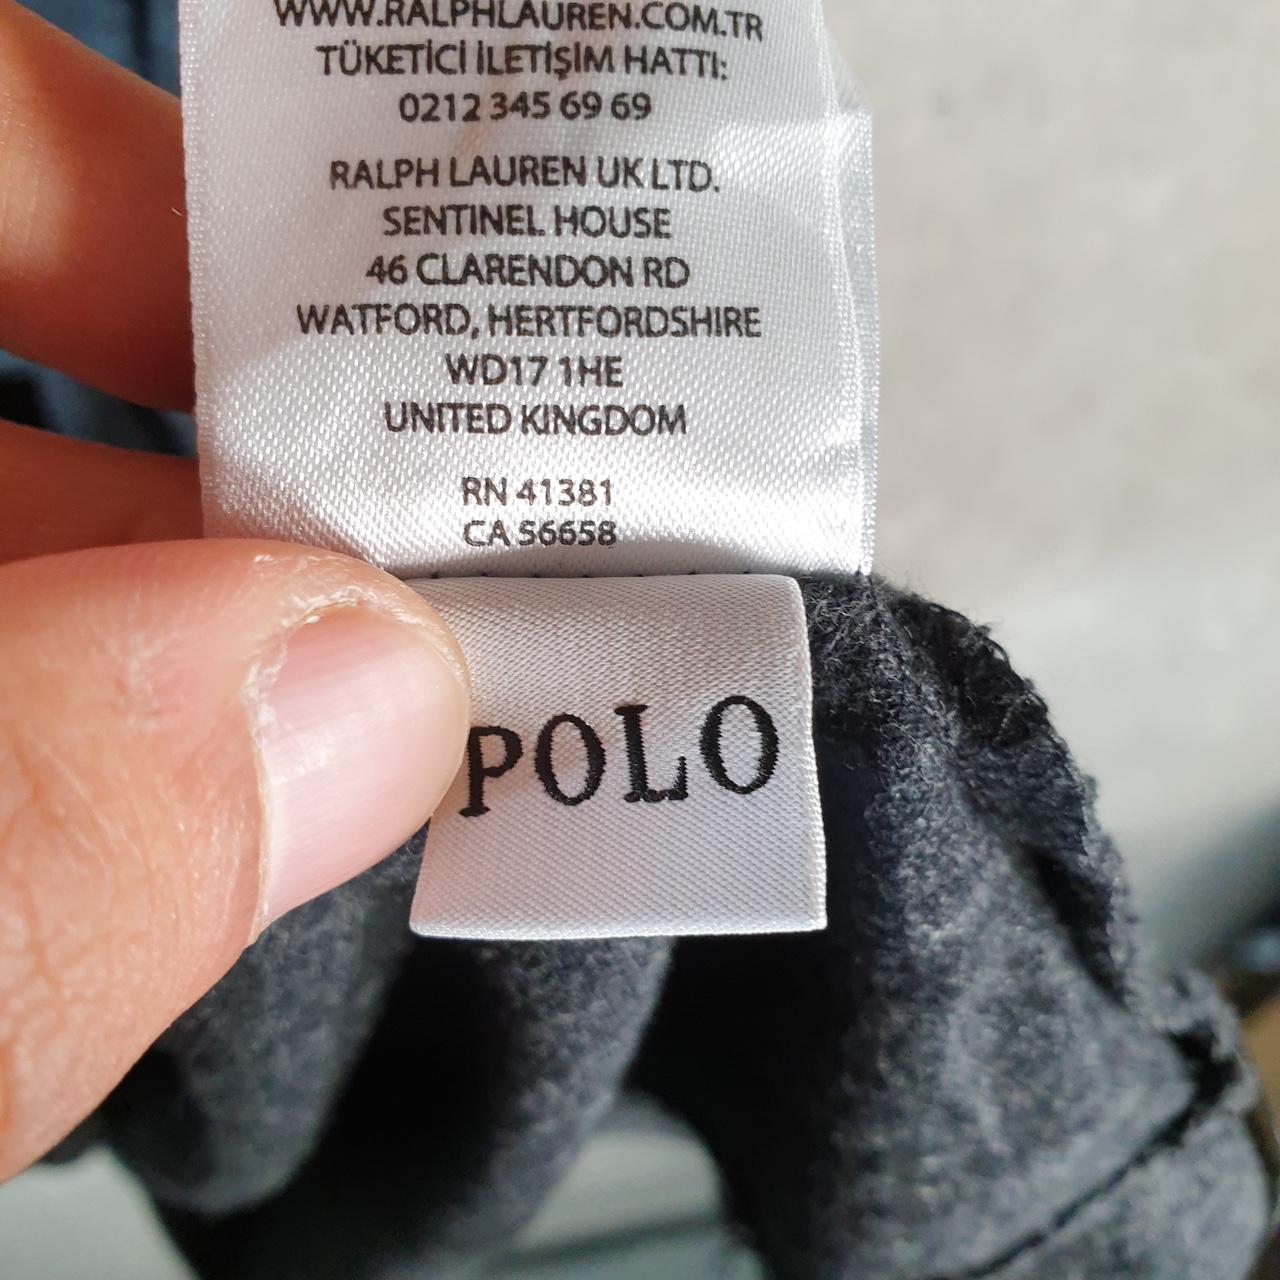 WWW.RALPHLAUREN.COM.TR
TÜKETİCİ İLETİŞİM HATTI:
0212 345 69 69
RALPH LAUREN UK LTD.
SENTINEL HOUSE
46 CLARENDON RD
WATFORD, HERTFORDSHIRE
WD17 1HE
UNITED KINGDOM
RN 41381
CA 56658
POLO